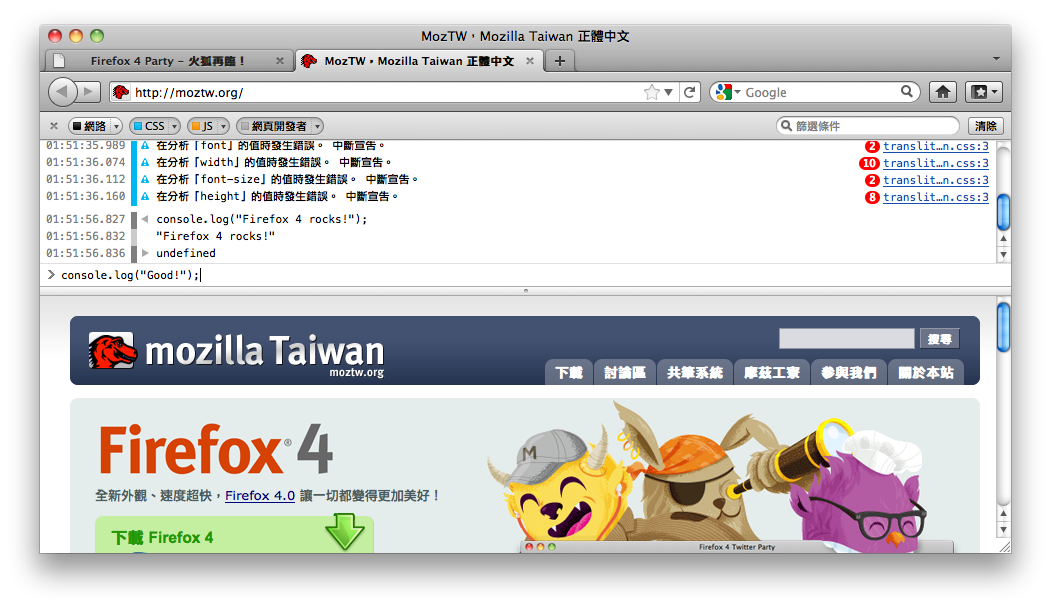 MozTW，Mozilla Taiwan 正體中文
Firefox 4 Party – 火狐再臨！
MozTW，Mozilla Taiwan 正體中文
http://moztw.org/
Google
網路
CSS
JS
網頁開發者
篩選條件
清除
01:51:35.989 在分析「font」的值時發生錯誤。 中斷宣告。 2 translit…n.css:3
01:51:36.074 在分析「width」的值時發生錯誤。 中斷宣告。 10 translit…n.css:3
01:51:36.112 在分析「font-size」的值時發生錯誤。 中斷宣告。 2 translit…n.css:3
01:51:36.160 在分析「height」的值時發生錯誤。 中斷宣告。 8 translit…n.css:3
01:51:56.827 console.log("Firefox 4 rocks!");
01:51:56.832 "Firefox 4 rocks!"
01:51:56.836 undefined
console.log("Good!");
搜尋
mozilla Taiwan
moztw.org
下載 討論區 共筆系統 摩茲工寮 參與我們 關於本站
Firefox® 4
M
全新外觀、速度超快，Firefox 4.0 讓一切都變得更加美好！
下載 Firefox 4
Firefox 4 Twitter Party